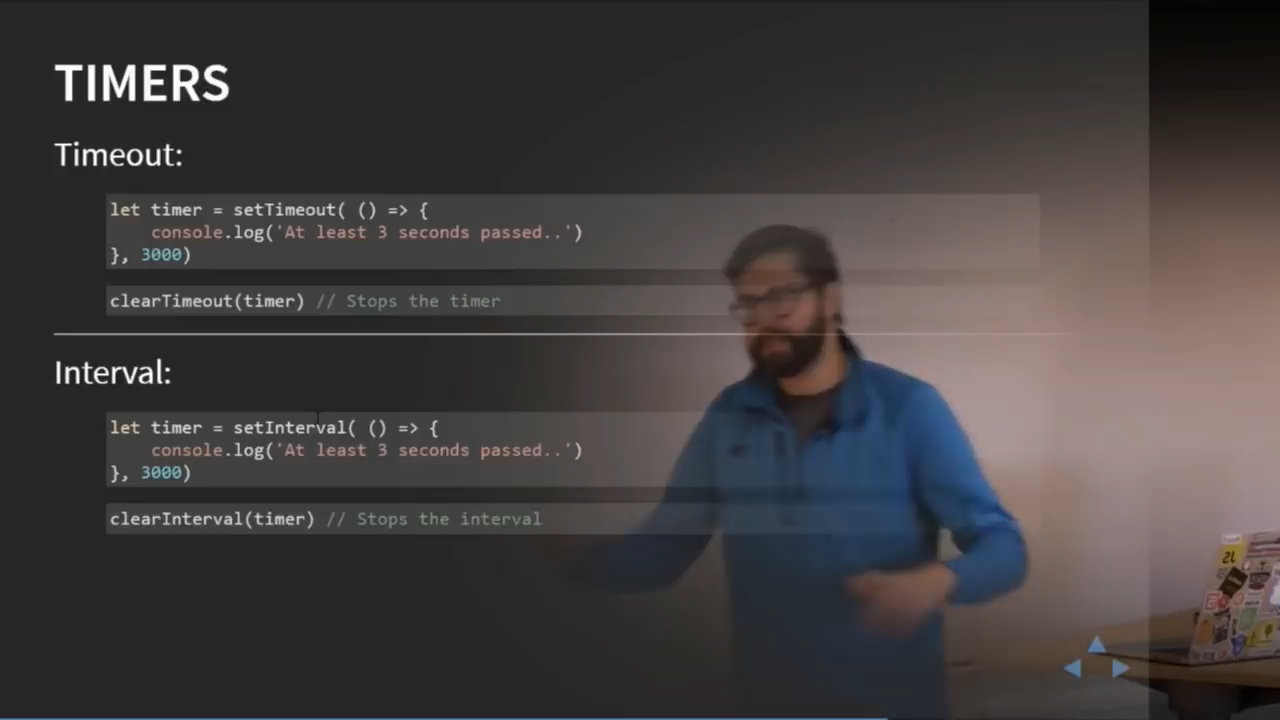 TIMERS
Timeout:
let timer = setTimeout( () => {
    console.log('At least 3 seconds passed..')
}, 3000)
clearTimeout(timer) // Stops the timer
Interval:
let timer = setInterval( () => {
    console.log('At least 3 seconds passed..')
}, 3000)
clearInterval(timer) // Stops the interval